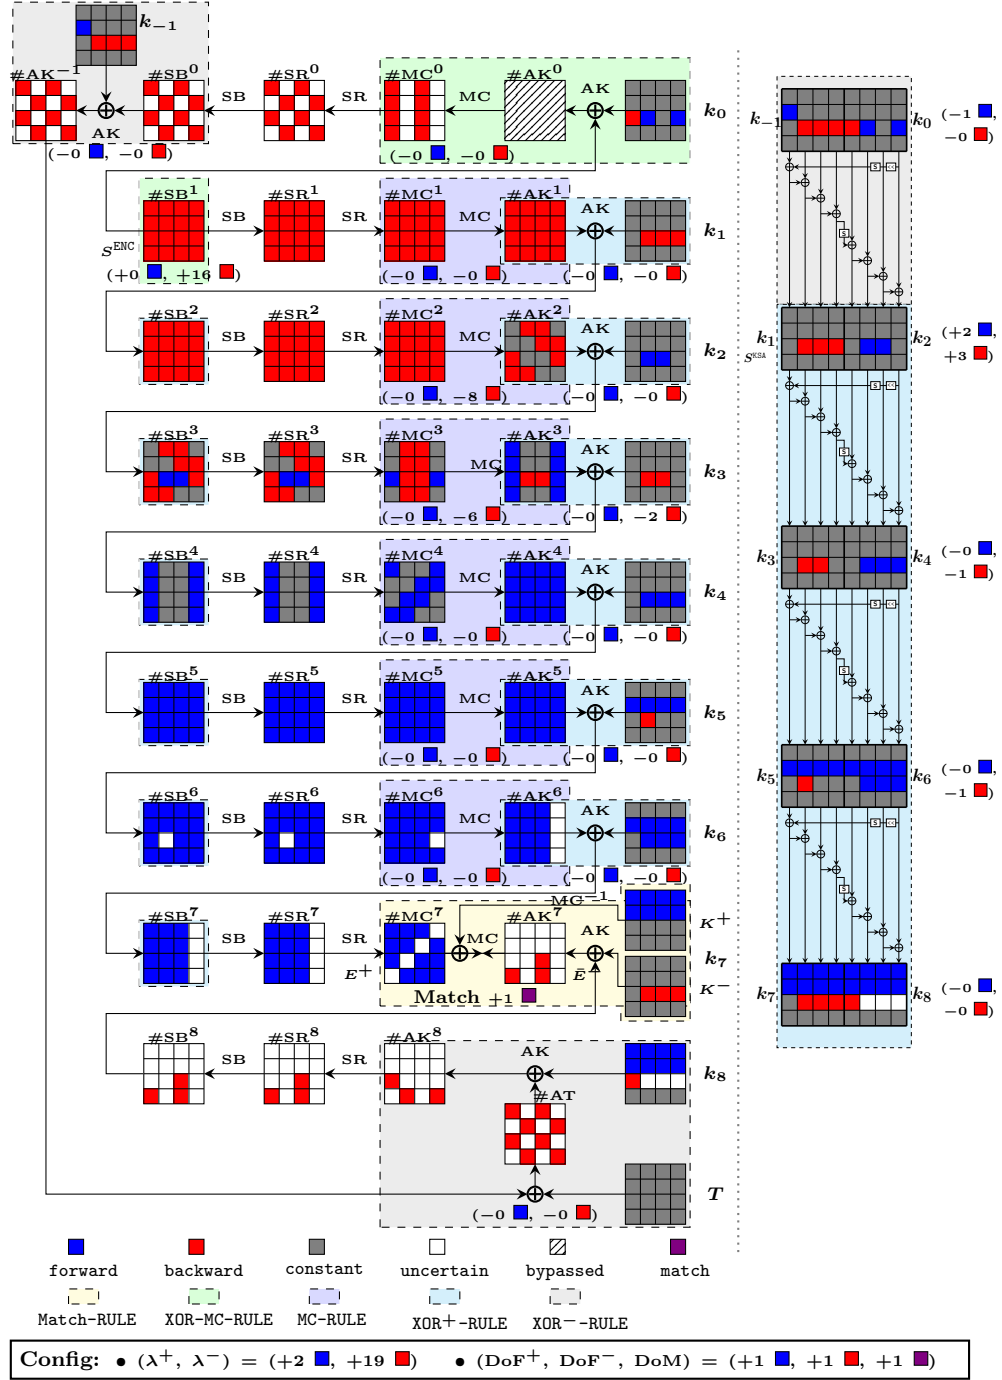 k₋₁
#AK⁻¹ #SB⁰ #SR⁰ #MC⁰ #AK⁰
SB SR MC AK k₀
AK
(−0 , −0 ) (−0 , −0 )
#SB¹ #SR¹ #MC¹ #AK¹
SB SR MC AK k₁
S^ENC
(+0 , +16 ) (−0 , −0 ) (−0 , −0 )
#SB² #SR² #MC² #AK²
SB SR MC AK k₂
(−0 , −8 ) (−0 , −0 )
#SB³ #SR³ #MC³ #AK³
SB SR MC AK k₃
(−0 , −6 ) (−0 , −2 )
#SB⁴ #SR⁴ #MC⁴ #AK⁴
SB SR MC AK k₄
(−0 , −0 ) (−0 , −0 )
#SB⁵ #SR⁵ #MC⁵ #AK⁵
SB SR MC AK k₅
(−0 , −0 ) (−0 , −0 )
#SB⁶ #SR⁶ #MC⁶ #AK⁶
SB SR MC AK k₆
(−0 , −0 ) (−0 , −0 )
MC⁻¹
#SB⁷ #SR⁷ #MC⁷ #AK⁷ K⁺
SB SR MC AK k₇
E⁺ Ē K⁻
Match +1
#SB⁸ #SR⁸ #AK⁸ AK
SB SR k₈
#AT
T
(−0 , −0 )
k₋₁ k₀ (−1 ,
−0 )
S <<
S
k₁ k₂ (+2 ,
S^KSA +3 )
S <<
S
k₃ k₄ (−0 ,
−1 )
S <<
S
k₅ k₆ (−0 ,
−1 )
S <<
S
k₇ k₈ (−0 ,
−0 )
forward backward constant uncertain bypassed match
Match-RULE XOR-MC-RULE MC-RULE XOR⁺-RULE XOR⁻-RULE
Config: • (λ⁺, λ⁻) = (+2 , +19 ) • (DoF⁺, DoF⁻, DoM) = (+1 , +1 , +1 )